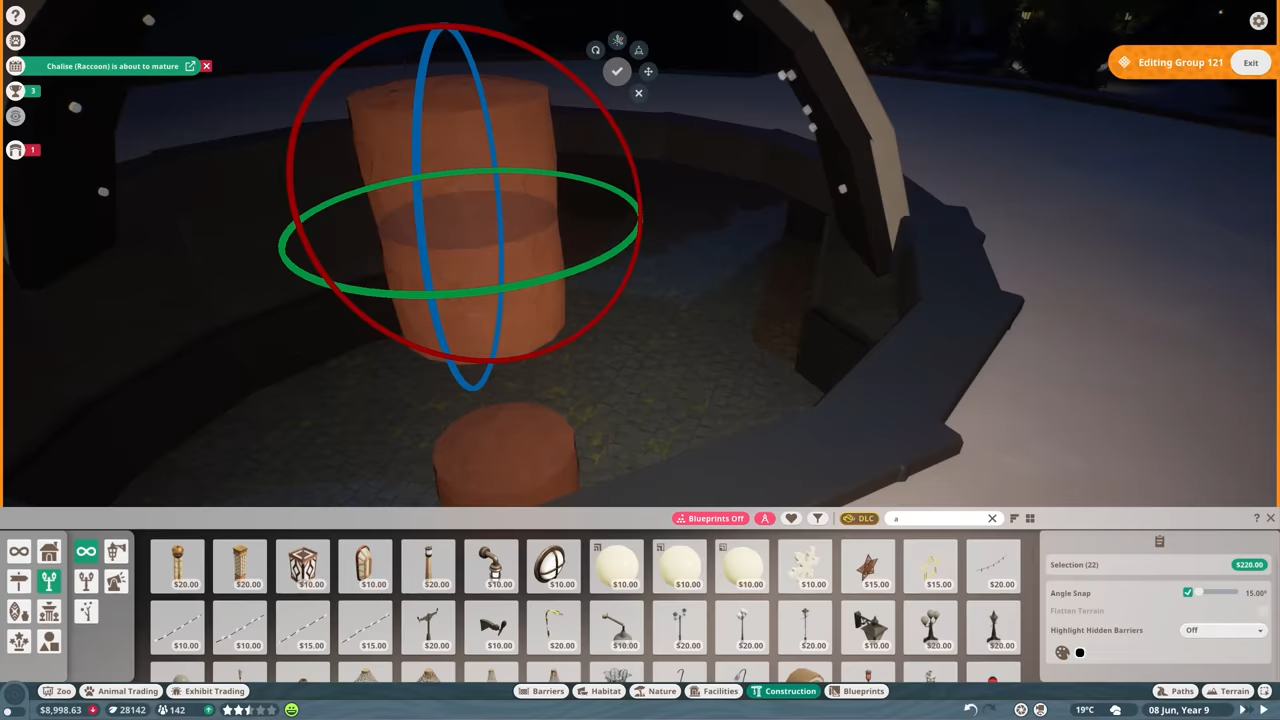 ?
Chalise (Raccoon) is about to mature
3
1
Editing Group 121
Exit
Blueprints Off
DLC
a
?
$20.00 $20.00 $10.00 $10.00 $20.00 $10.00 $10.00 $10.00 $10.00 $10.00 $10.00 $15.00 $10.00 $20.00
$10.00 $10.00 $15.00 $10.00 $20.00 $10.00 $20.00 $10.00 $20.00 $20.00 $20.00 $10.00 $20.00 $20.00
Selection (22)
$220.00
Angle Snap
15.00°
Flatten Terrain
Highlight Hidden Barriers
Off
Zoo
Animal Trading
Exhibit Trading
Barriers
Habitat
Nature
Facilities
Construction
Blueprints
Paths
Terrain
$8,998.63
28142
142
19°C
08 Jun, Year 9